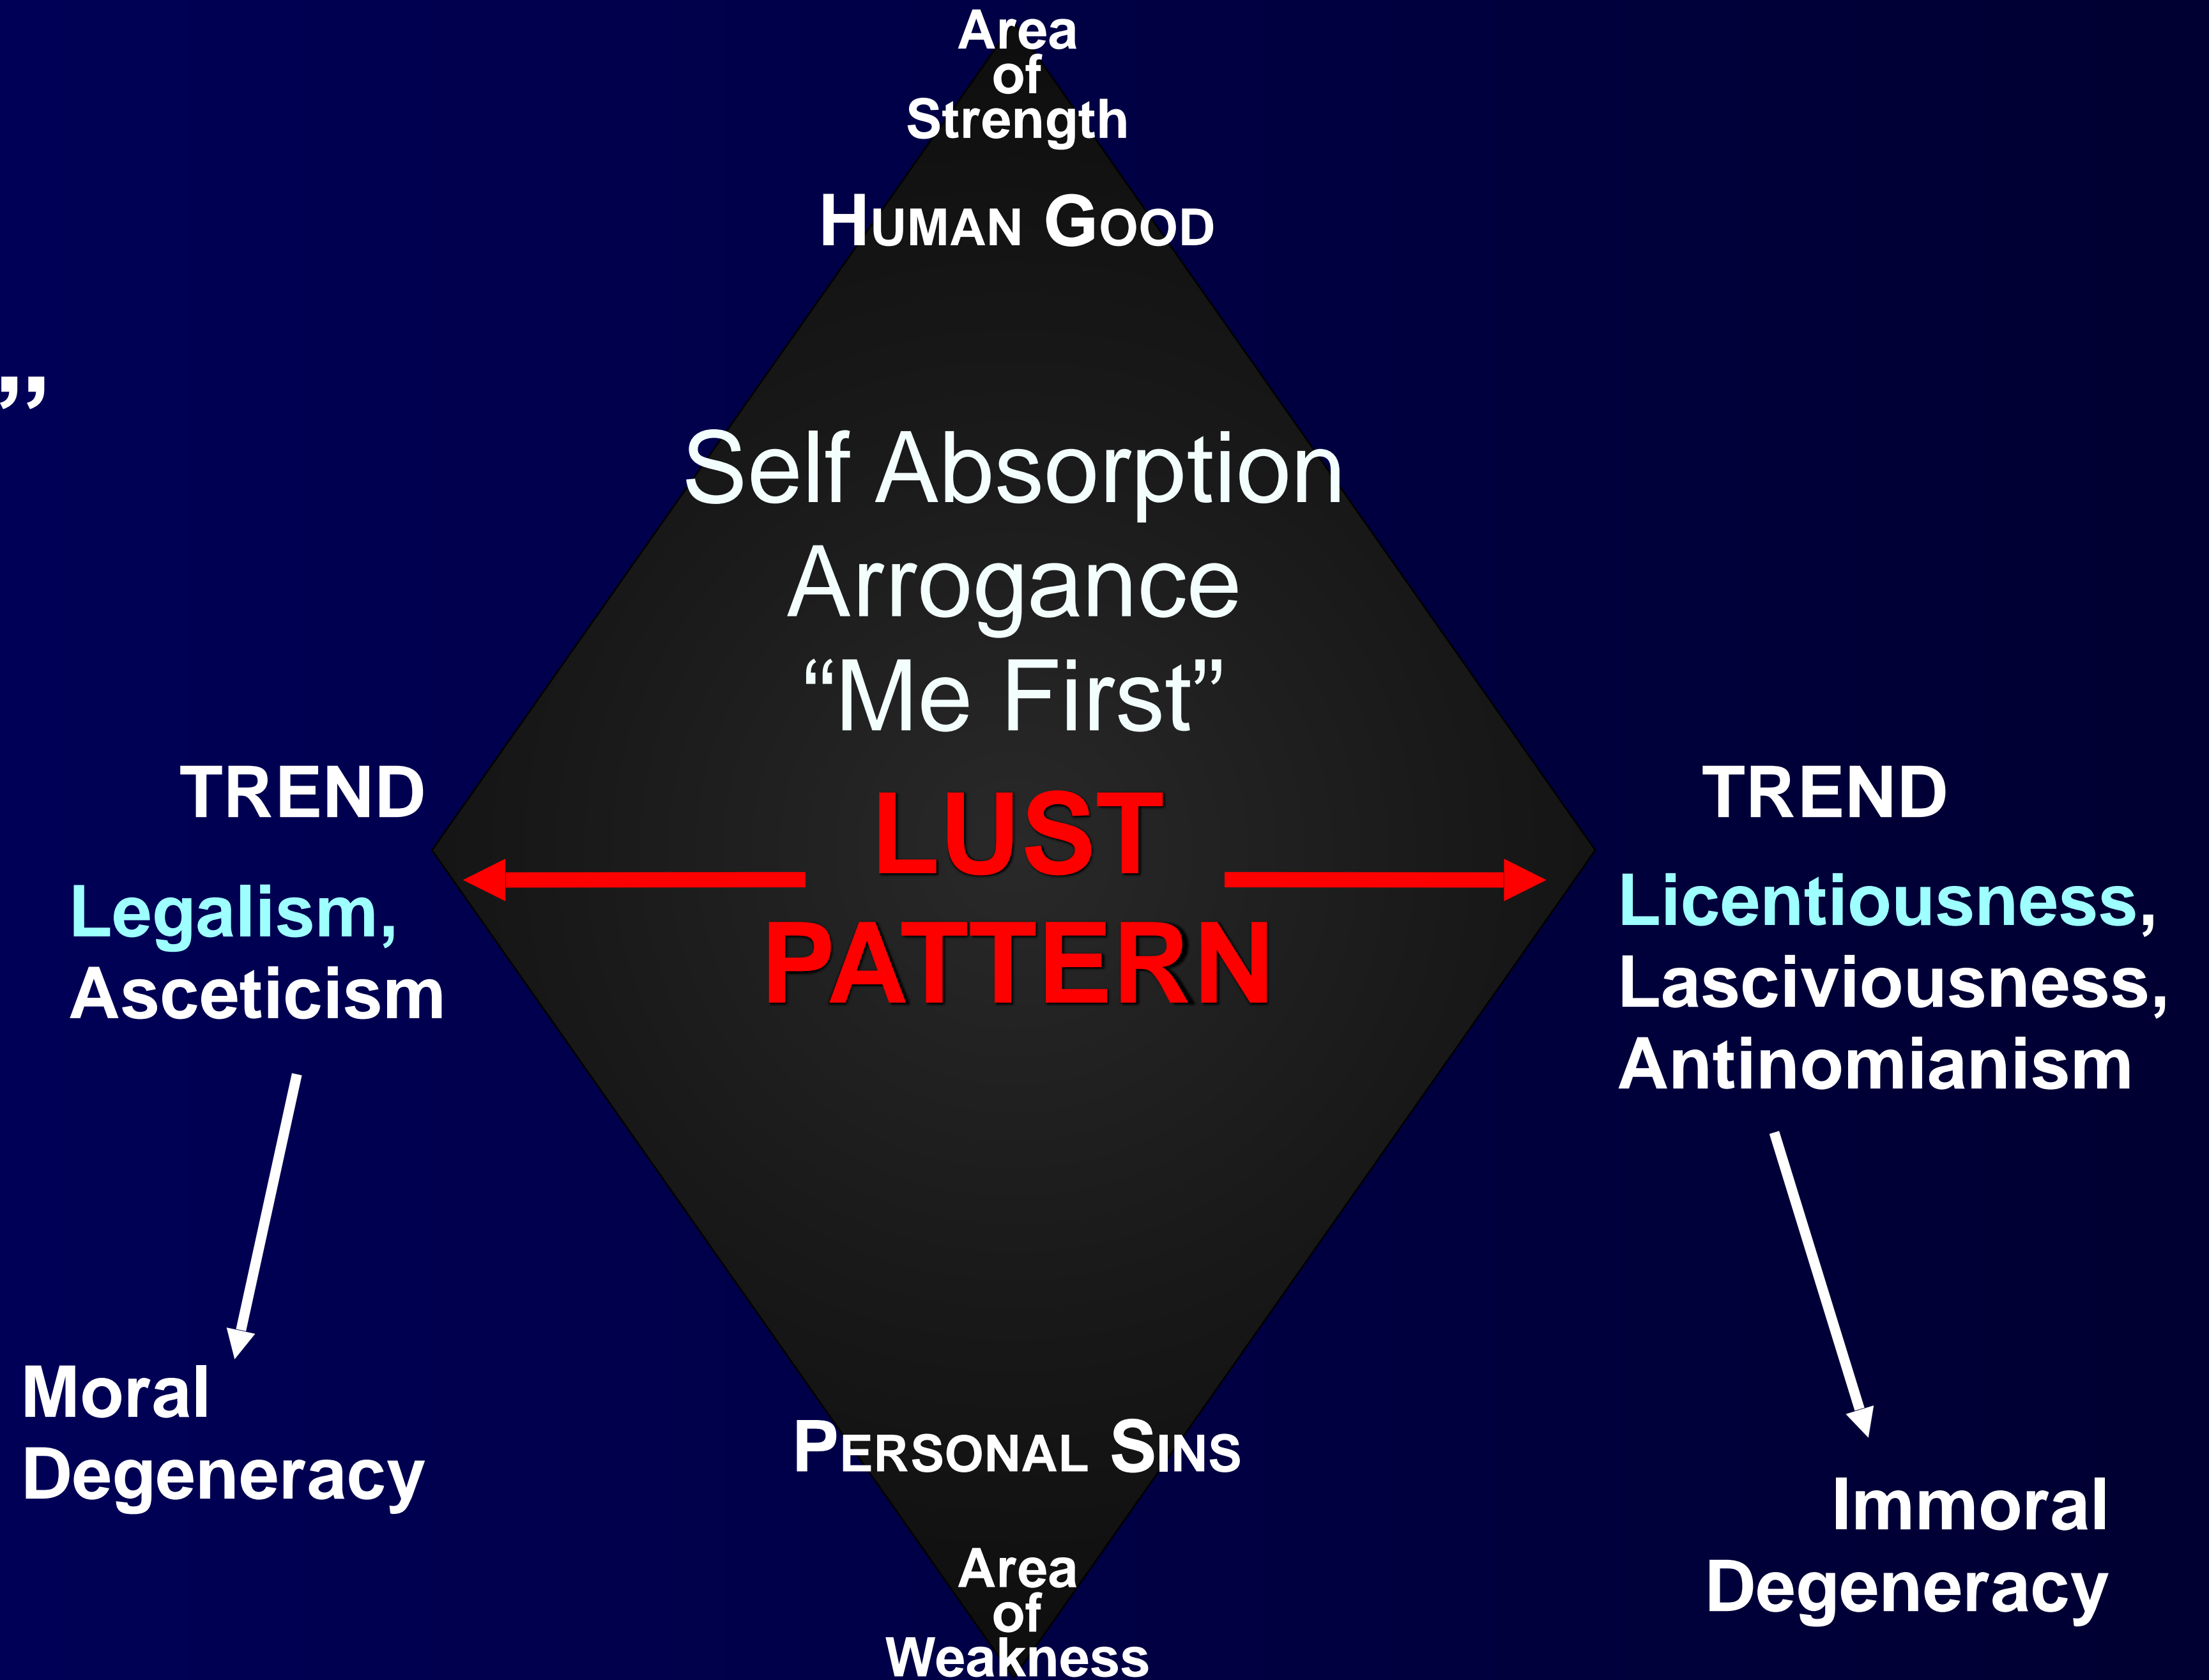 Area
of
Strength
HUMAN GOOD
”
Self Absorption
Arrogance
“Me First”
LUST
PATTERN
TREND
Legalism,
Asceticism
Moral
Degeneracy
TREND
Licentiousness,
Lasciviousness,
Antinomianism
Immoral
Degeneracy
PERSONAL SINS
Area
of
Weakness